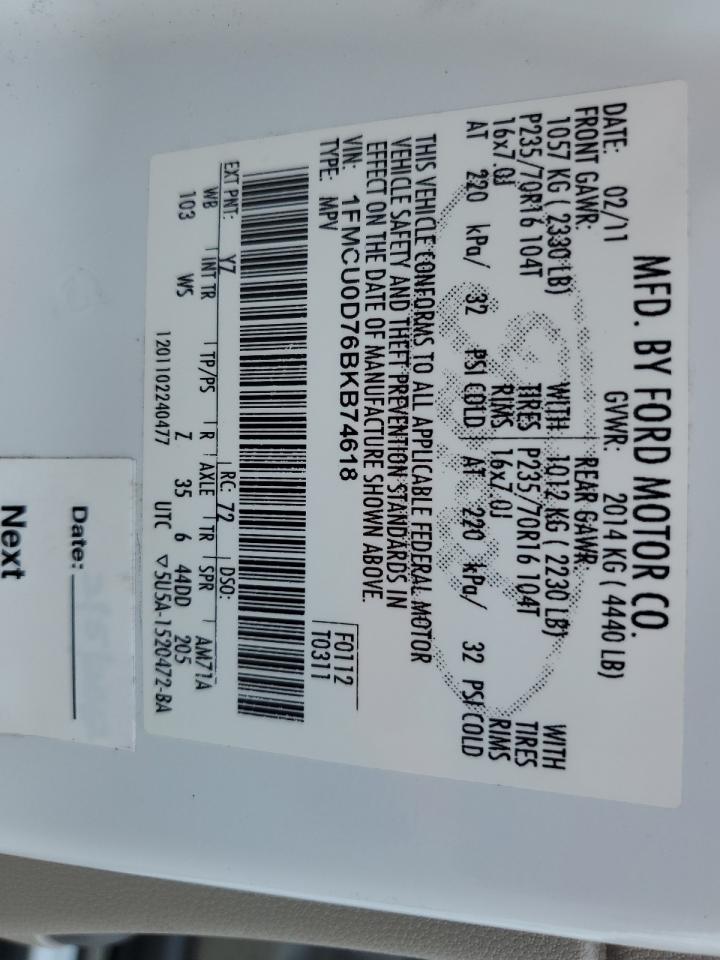 MFD. BY FORD MOTOR CO.
DATE: 02/11 GVWR: 2014 KG ( 4440 LB)
FRONT GAWR: REAR GAWR:
1057 KG ( 2330 LB) WITH 1012 KG ( 2230 LB) WITH
P235/70R16 104T TIRES P235/70R16 104T TIRES
16x7.0J RIMS 16x7.0J RIMS
AT 220 kPa/ 32 PSI COLD AT 220 kPa/ 32 PSI COLD
THIS VEHICLE CONFORMS TO ALL APPLICABLE FEDERAL MOTOR
VEHICLE SAFETY AND THEFT PREVENTION STANDARDS IN
EFFECT ON THE DATE OF MANUFACTURE SHOWN ABOVE.
VIN: 1FMCU0D76BKB74618
TYPE: MPV
F0112
T0311
EXT PNT: YZ RC: 72 DSO:
WB INT TR TP/PS R AXLE TR SPR AM71A
103 WS Z 35 6 44DD 205
1201102240477 UTC ▽5U5A-1520472-BA
Date:
Next